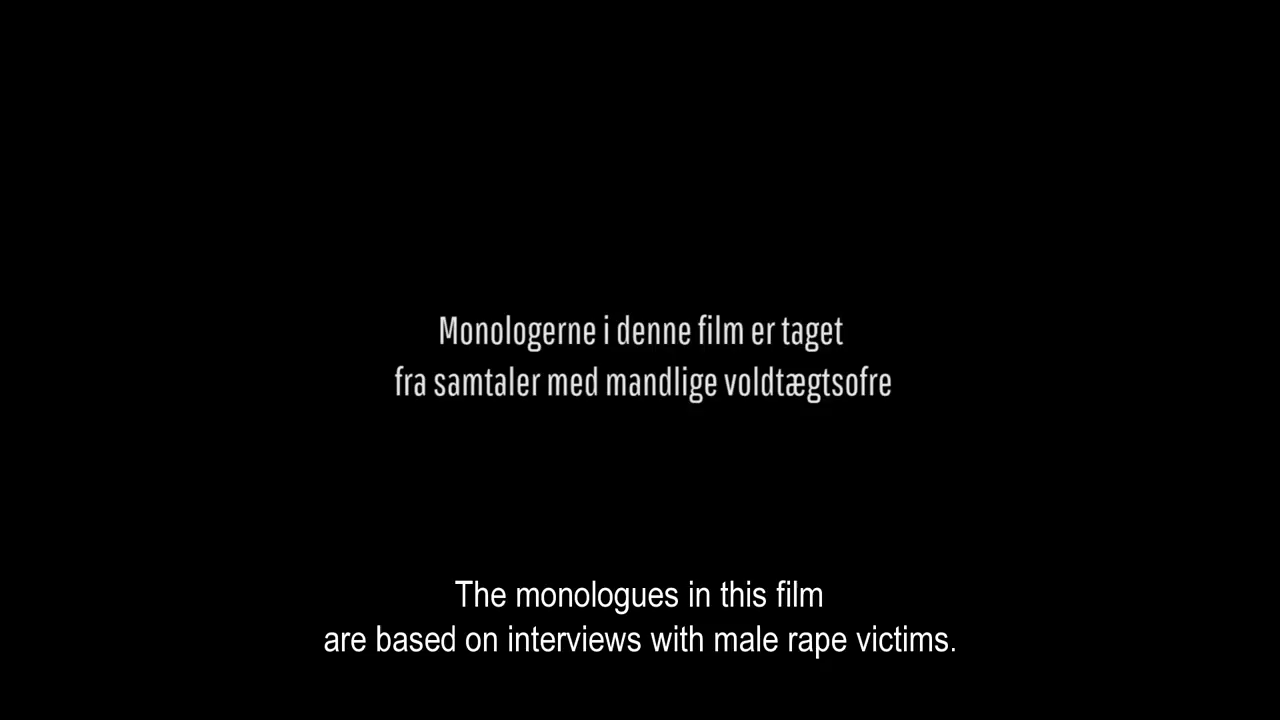 Monologerne i denne film er taget
fra samtaler med mandlige voldtægtsofre
The monologues in this film
are based on interviews with male rape victims.